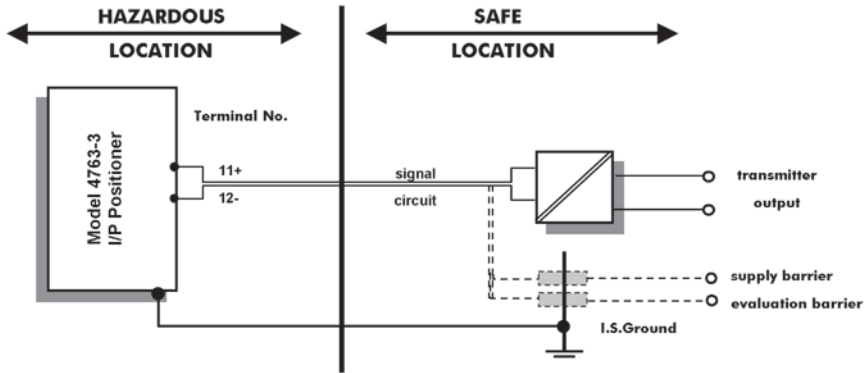 HAZARDOUS
LOCATION
SAFE
LOCATION
Model 4763-3
I/P Positioner
Terminal No.
11+
12-
signal
circuit
transmitter
output
supply barrier
evaluation barrier
I.S.Ground